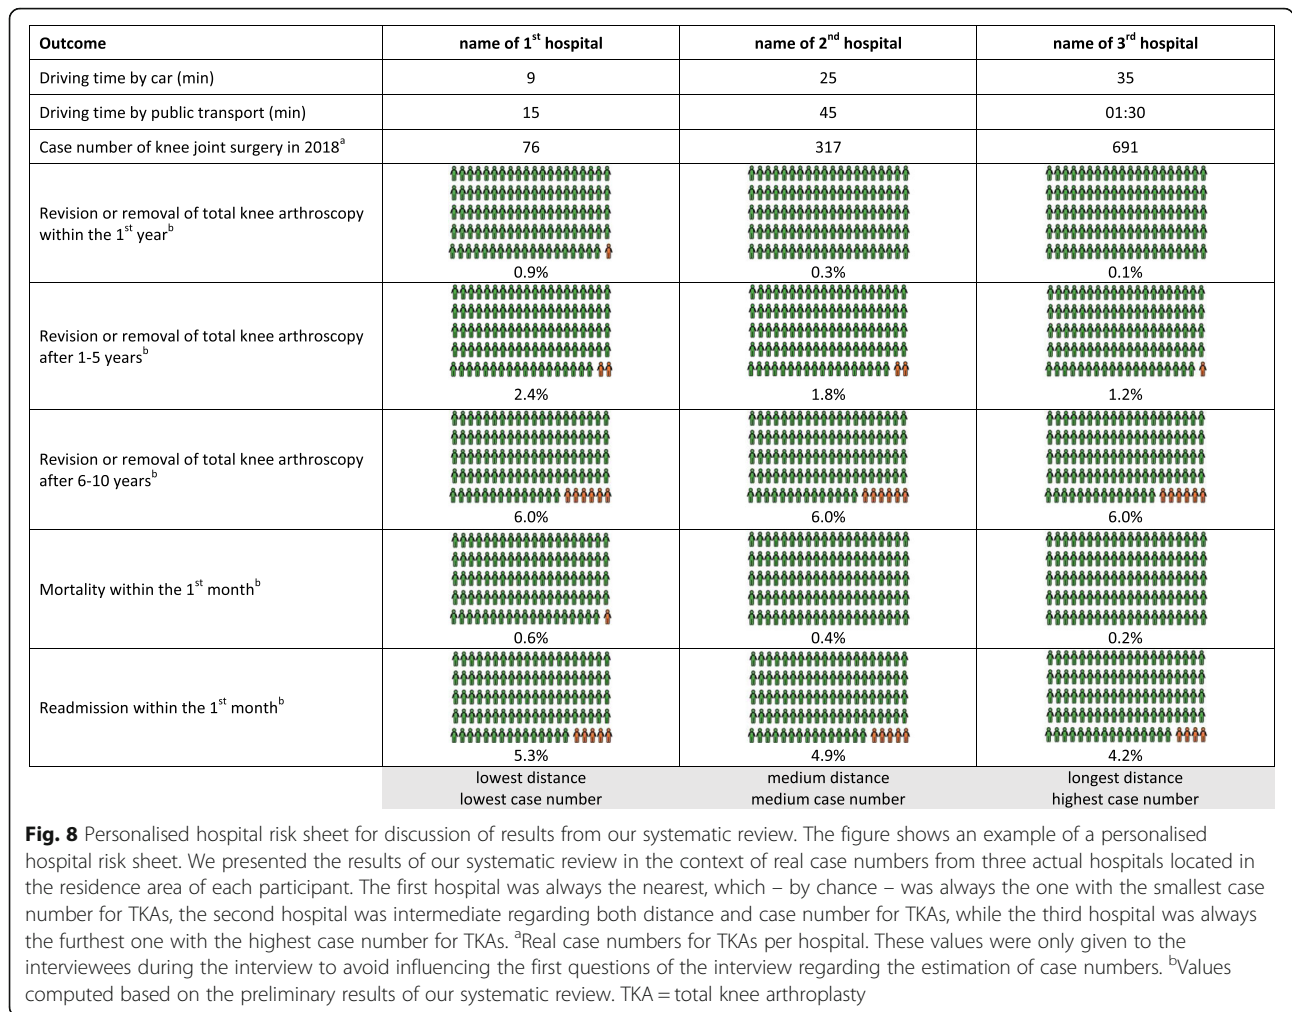 Outcome name of 1st hospital name of 2nd hospital name of 3rd hospital
Driving time by car (min) 9 25 35
Driving time by public transport (min) 15 45 01:30
Case number of knee joint surgery in 2018a 76 317 691
Revision or removal of total knee arthroscopy
within the 1st yearb
0.9% 0.3% 0.1%
Revision or removal of total knee arthroscopy
after 1-5 yearsb
2.4% 1.8% 1.2%
Revision or removal of total knee arthroscopy
after 6-10 yearsb
6.0% 6.0% 6.0%
Mortality within the 1st monthb
0.6% 0.4% 0.2%
Readmission within the 1st monthb
5.3% 4.9% 4.2%
lowest distance medium distance longest distance
lowest case number medium case number highest case number
Fig. 8 Personalised hospital risk sheet for discussion of results from our systematic review. The figure shows an example of a personalised
hospital risk sheet. We presented the results of our systematic review in the context of real case numbers from three actual hospitals located in
the residence area of each participant. The first hospital was always the nearest, which – by chance – was always the one with the smallest case
number for TKAs, the second hospital was intermediate regarding both distance and case number for TKAs, while the third hospital was always
the furthest one with the highest case number for TKAs. aReal case numbers for TKAs per hospital. These values were only given to the
interviewees during the interview to avoid influencing the first questions of the interview regarding the estimation of case numbers. bValues
computed based on the preliminary results of our systematic review. TKA = total knee arthroplasty